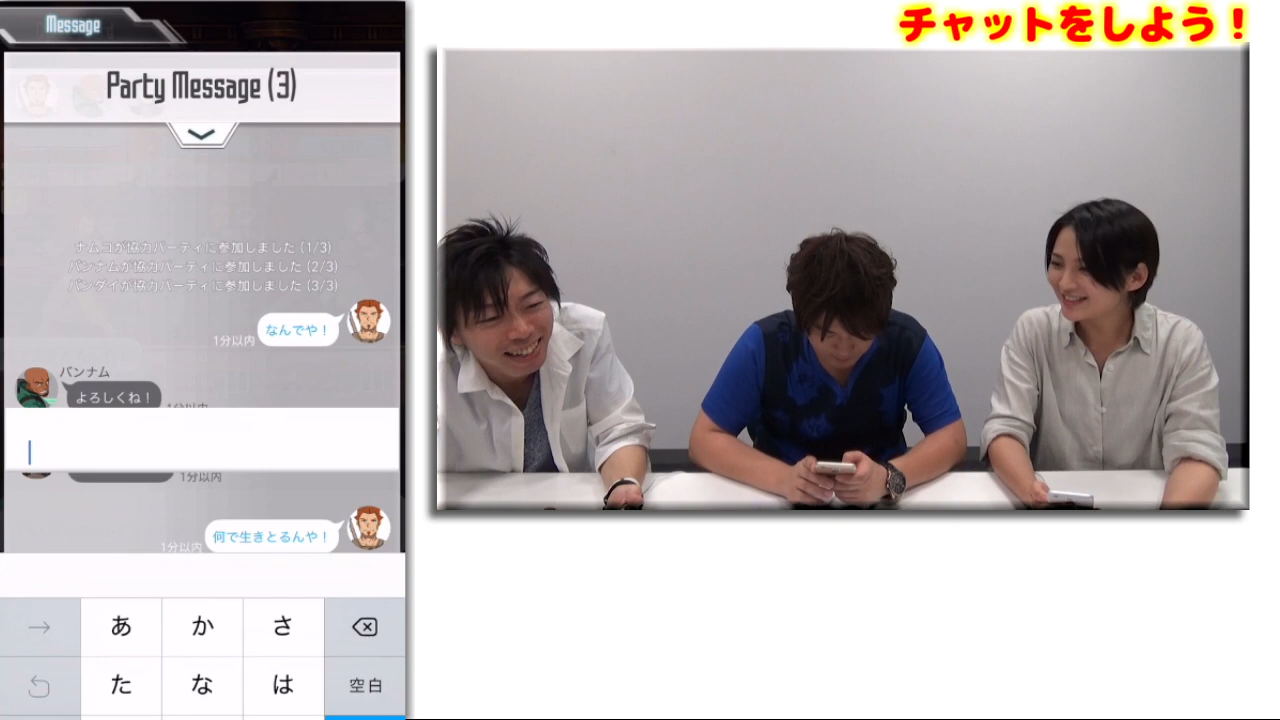 Message
チャットをしよう！
Party Message (3)
ナムコが協力パーティに参加しました (1/3)
バンナムが協力パーティに参加しました (2/3)
バンダイが協力パーティに参加しました (3/3)
なんでや！
1分以内
バンナム
よろしくね！
1分以内
1分以内
何で生きとるんや！
1分以内
→
あ
か
さ
た
な
は
空白